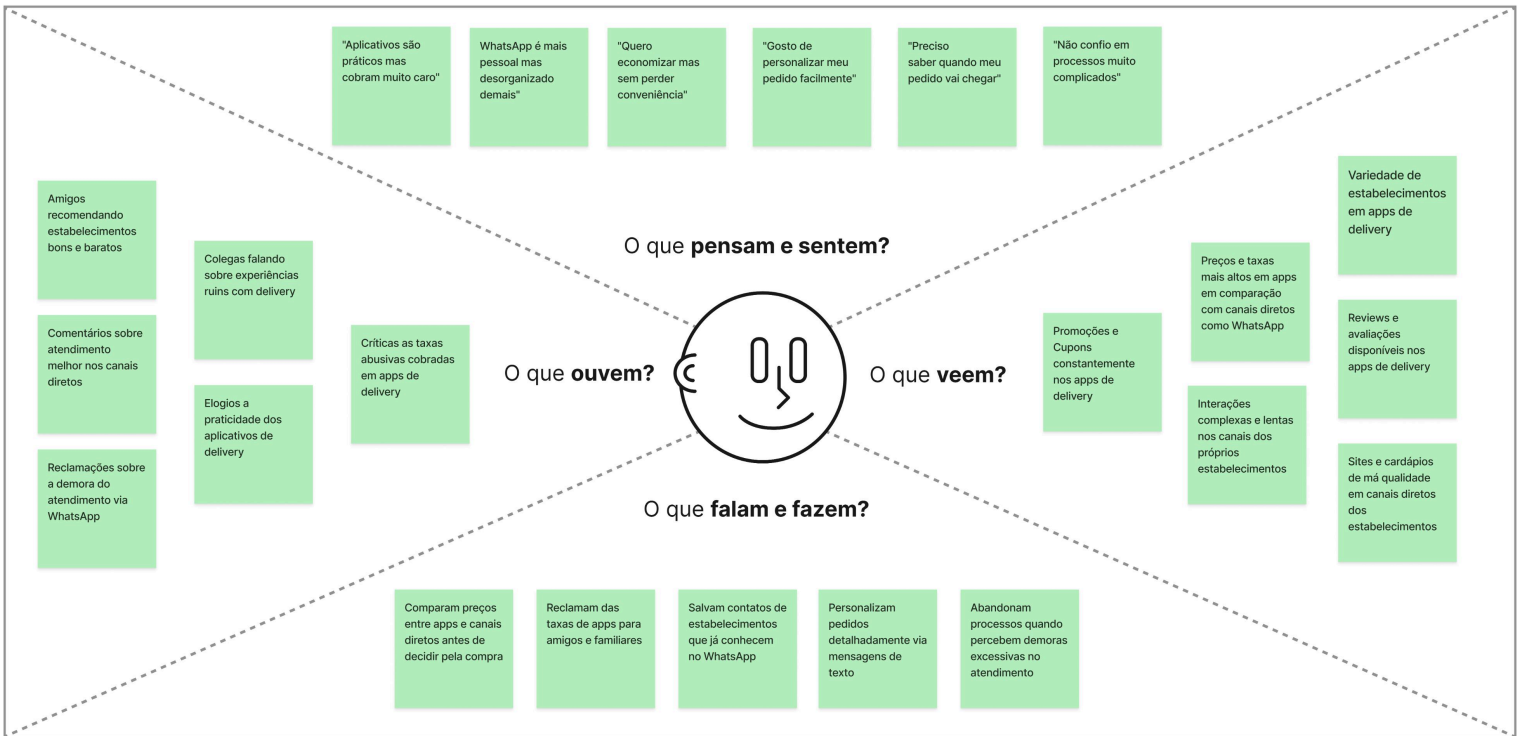 "Aplicativos são
práticos mas
cobram muito caro"
WhatsApp é mais
pessoal mas
desorganizado
demais"
"Quero
economizar mas
sem perder
conveniência"
"Gosto de
personalizar meu
pedido facilmente"
"Preciso
saber quando meu
pedido vai chegar"
"Não confio em
processos muito
complicados"
O que pensam e sentem?
Amigos
recomendando
estabelecimentos
bons e baratos
Comentários sobre
atendimento
melhor nos canais
diretos
Reclamações sobre
a demora do
atendimento via
WhatsApp
Colegas falando
sobre experiências
ruins com delivery
Elogios a
praticidade dos
aplicativos de
delivery
Críticas as taxas
abusivas cobradas
em apps de
delivery
O que ouvem?
O que veem?
Promoções e
Cupons
constantemente
nos apps de
delivery
Preços e taxas
mais altos em apps
em comparação
com canais diretos
como WhatsApp
Interações
complexas e lentas
nos canais dos
próprios
estabelecimentos
Variedade de
estabelecimentos
em apps de
delivery
Reviews e
avaliações
disponíveis nos
apps de delivery
Sites e cardápios
de má qualidade
em canais diretos
dos
estabelecimentos
O que falam e fazem?
Comparam preços
entre apps e canais
diretos antes de
decidir pela compra
Reclamam das
taxas de apps para
amigos e familiares
Salvam contatos de
estabelecimentos
que já conhecem
no WhatsApp
Personalizam
pedidos
detalhadamente via
mensagens de
texto
Abandonam
processos quando
percebem demoras
excessivas no
atendimento